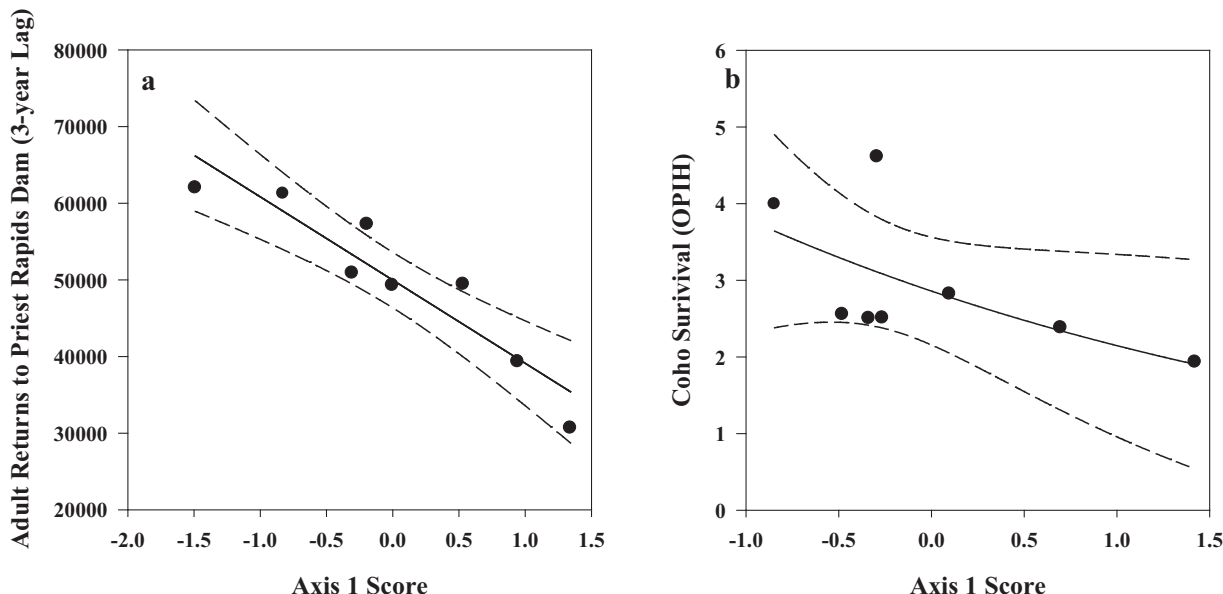 Adult Returns to Priest Rapids Dam (3-year Lag)
80000
70000
60000
50000
40000
30000
20000
a
-2.0 -1.5 -1.0 -0.5 0.0 0.5 1.0 1.5
Axis 1 Score
Coho Surivival (OPIH)
6
5
4
3
2
1
0
b
-1.0 -0.5 0.0 0.5 1.0 1.5
Axis 1 Score